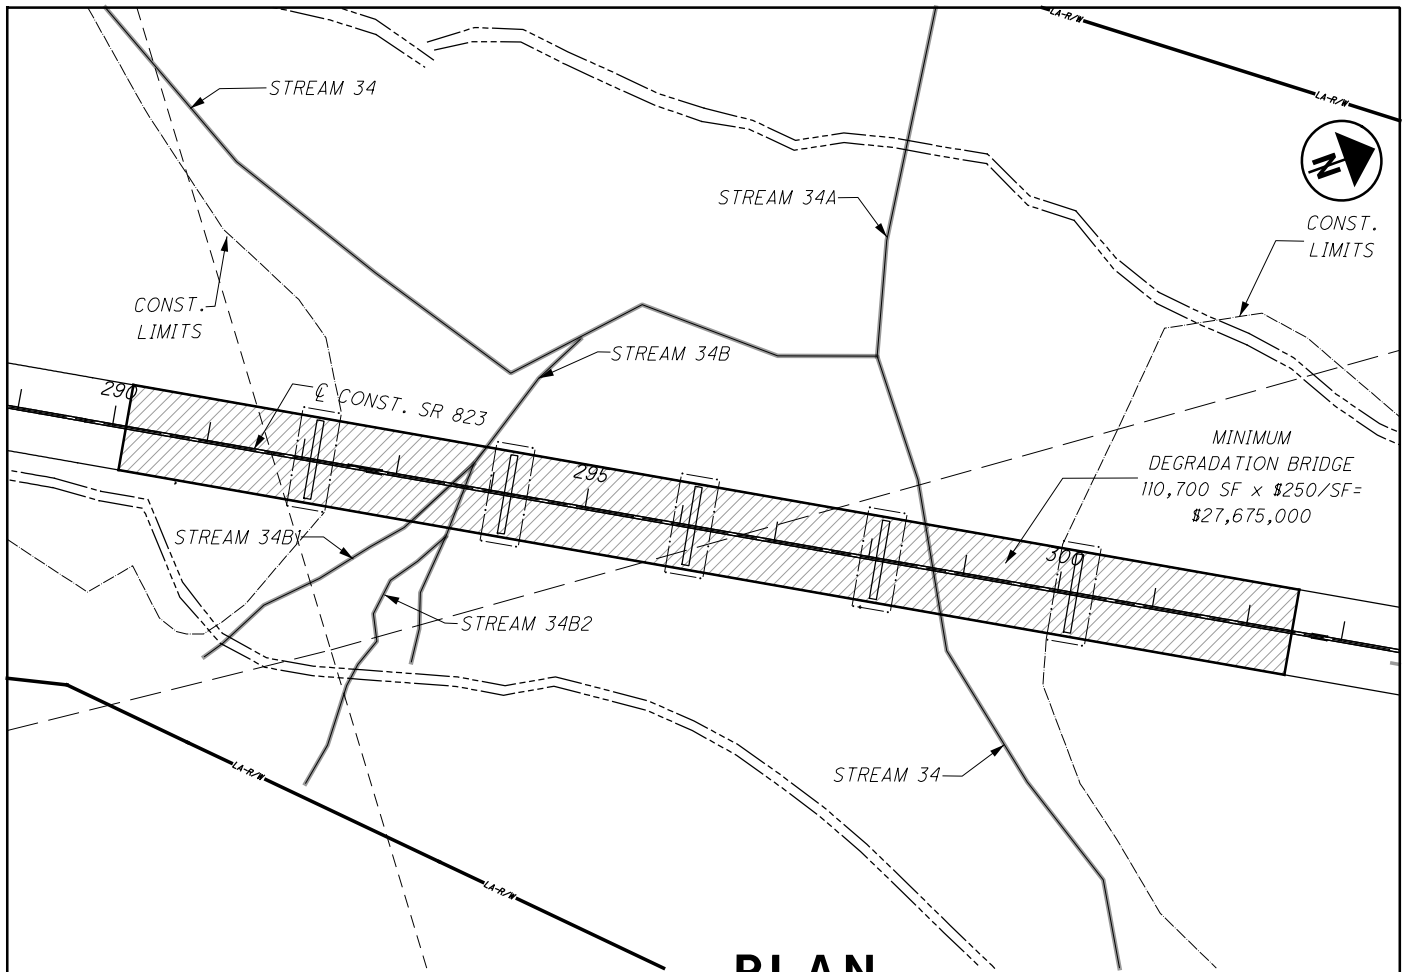 LA-R/W
LA-R/W
STREAM 34
N
STREAM 34A
CONST.
LIMITS
CONST.
LIMITS
STREAM 34B
290
℄ CONST. SR 823
295
MINIMUM
DEGRADATION BRIDGE
110,700 SF x $250/SF=
$27,675,000
STREAM 34B1
300
STREAM 34B2
LA-R/W
STREAM 34
LA-R/W
PLAN